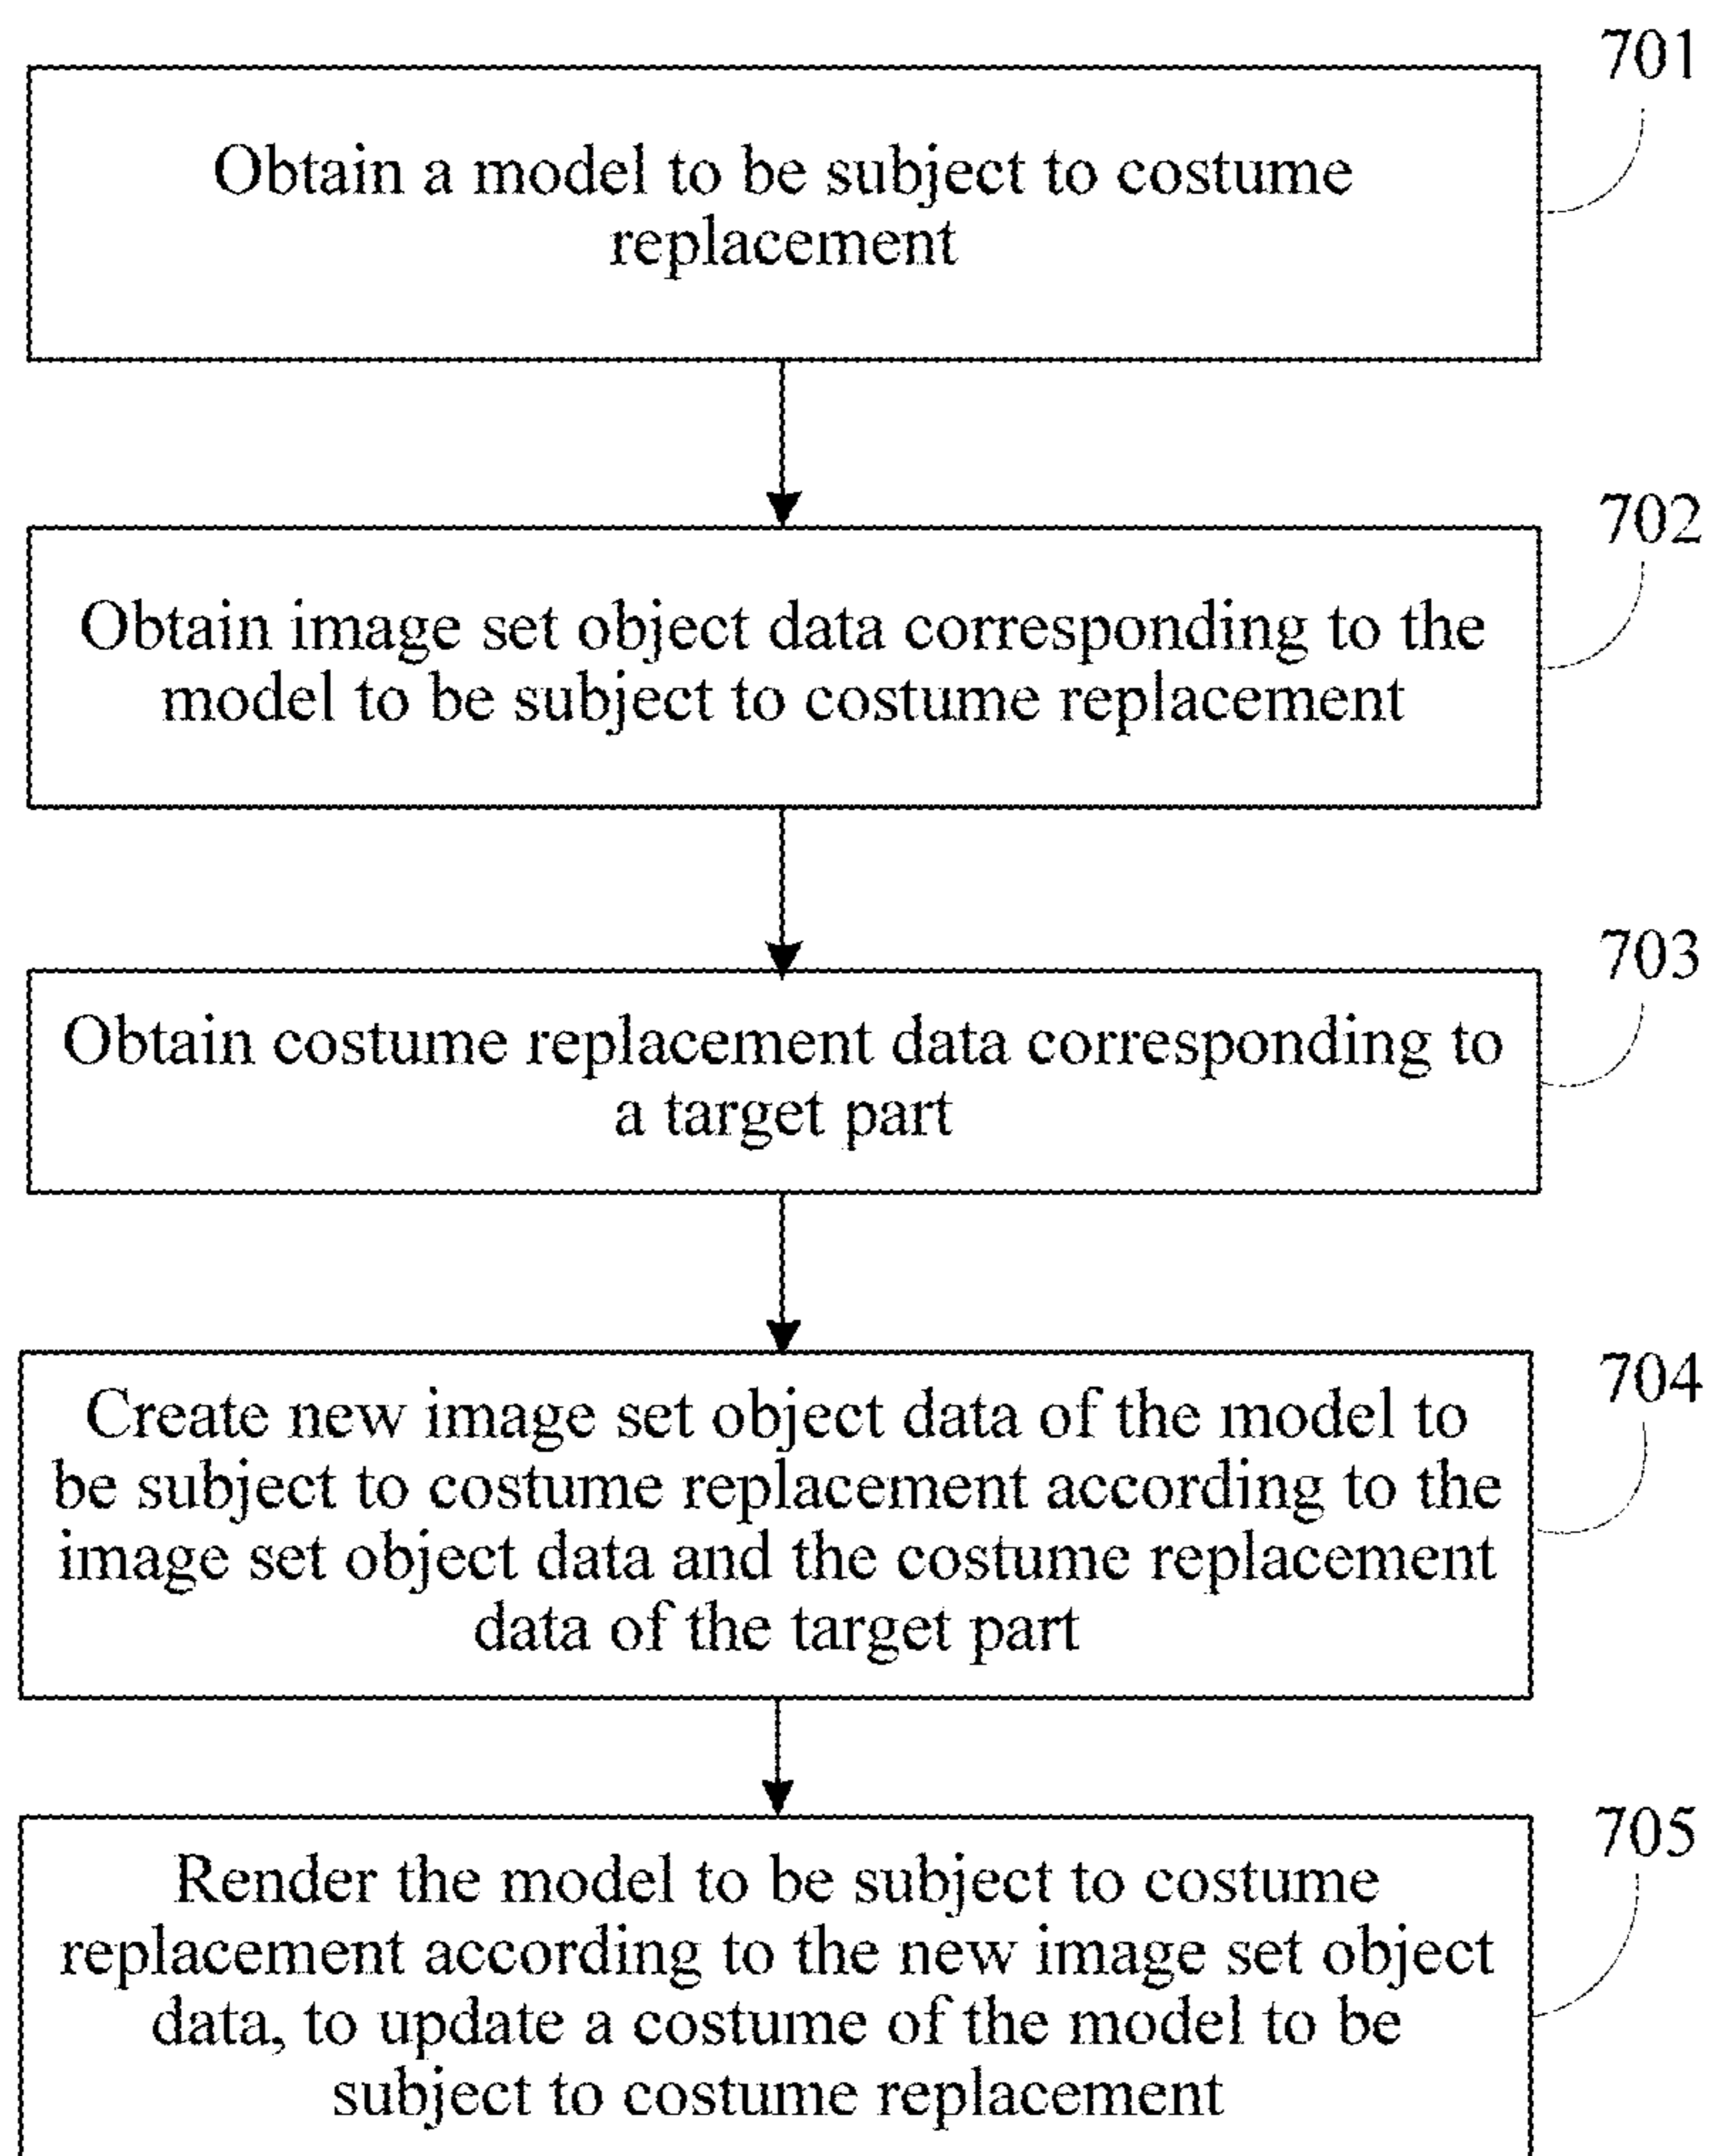 701
Obtain a model to be subject to costume
replacement
702
Obtain image set object data corresponding to the
model to be subject to costume replacement
703
Obtain costume replacement data corresponding to
a target part
704
Create new image set object data of the model to
be subject to costume replacement according to the
image set object data and the costume replacement
data of the target part
705
Render the model to be subject to costume
replacement according to the new image set object
data, to update a costume of the model to be
subject to costume replacement